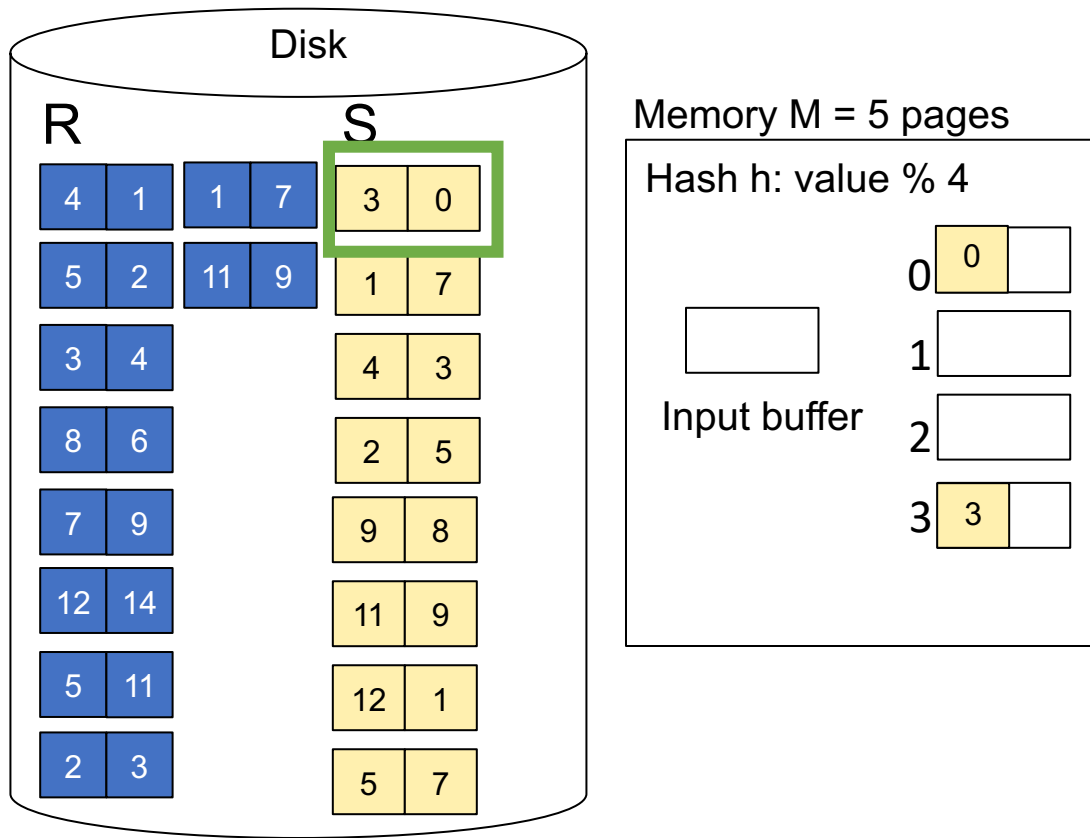 Disk
R S
4 1 1 7 3 0
5 2 11 9 1 7
3 4 4 3
8 6 2 5
7 9 9 8
12 14 11 9
5 11 12 1
2 3 5 7
Memory M = 5 pages
Hash h: value % 4
0 0
1
2
3 3
Input buffer